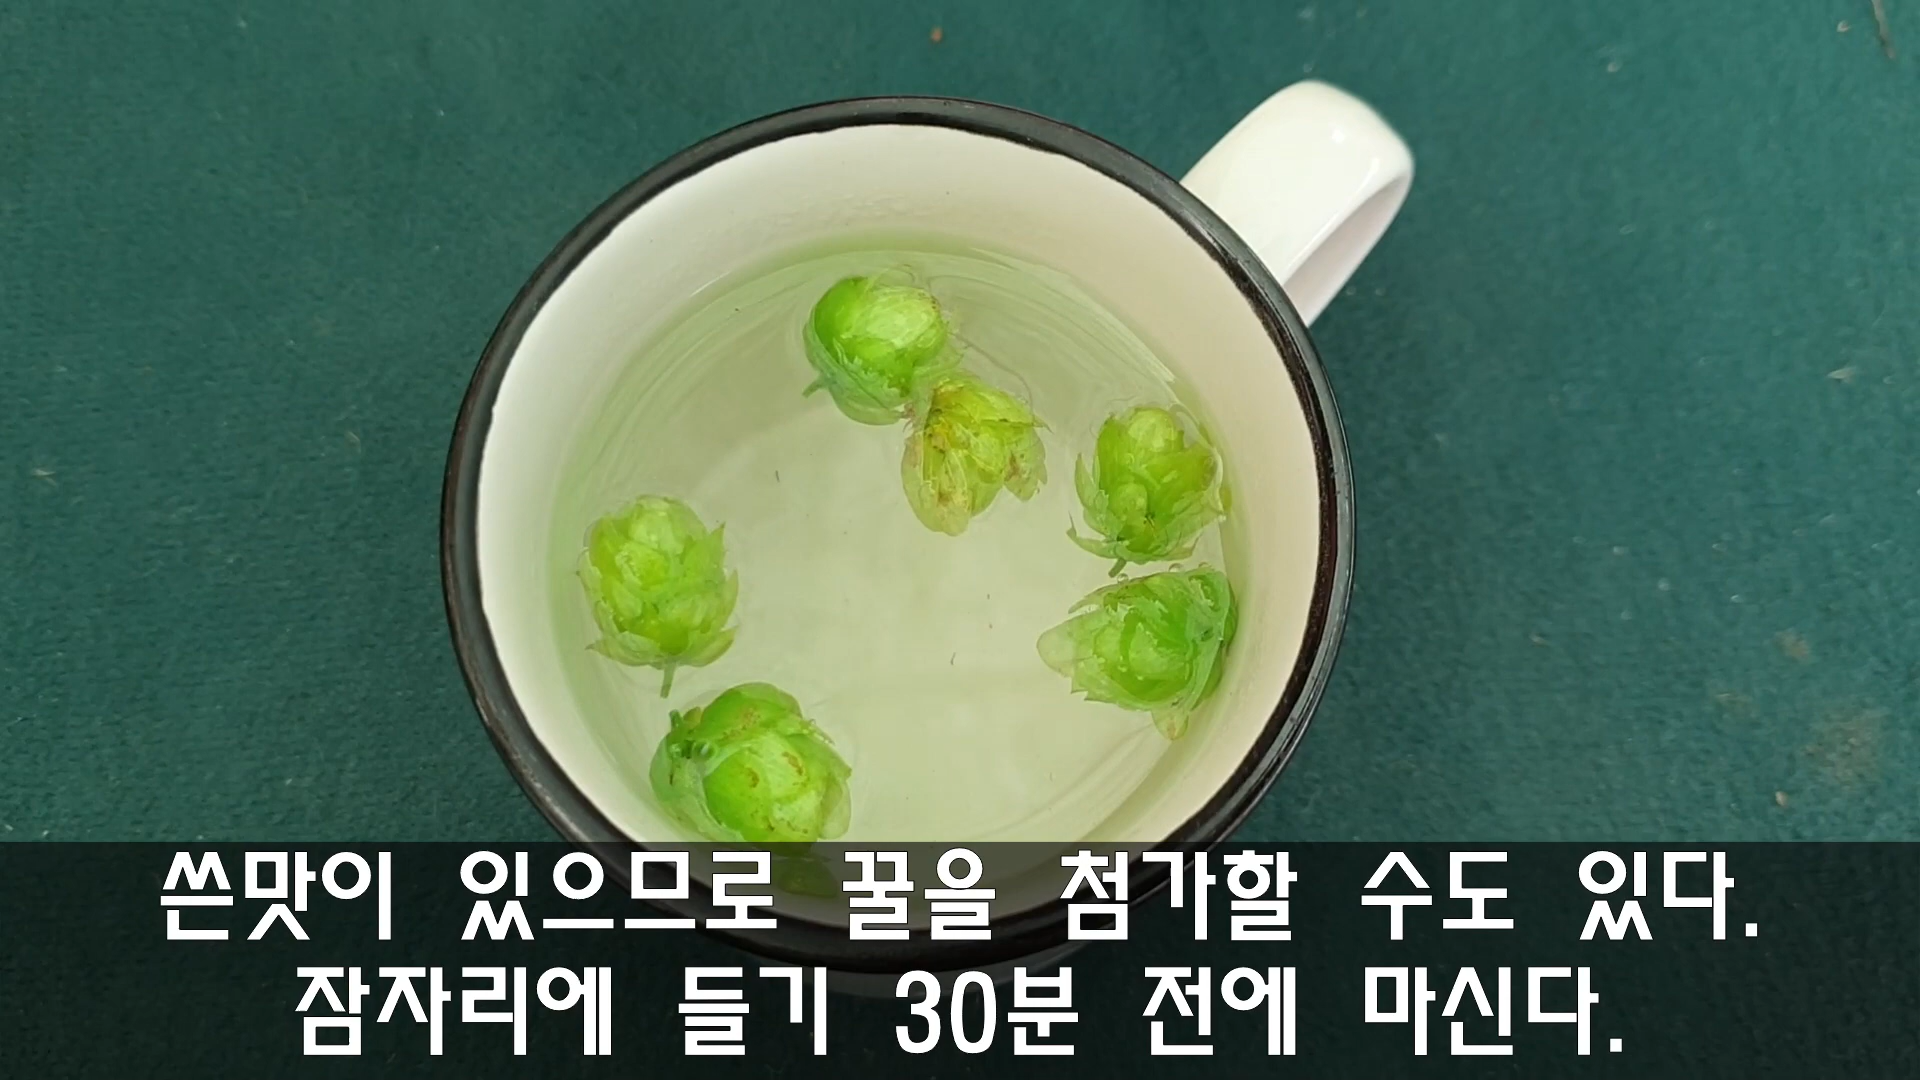 쓴맛이 있으므로 꿀을 첨가할 수도 있다.
잠자리에 들기 30분 전에 마신다.